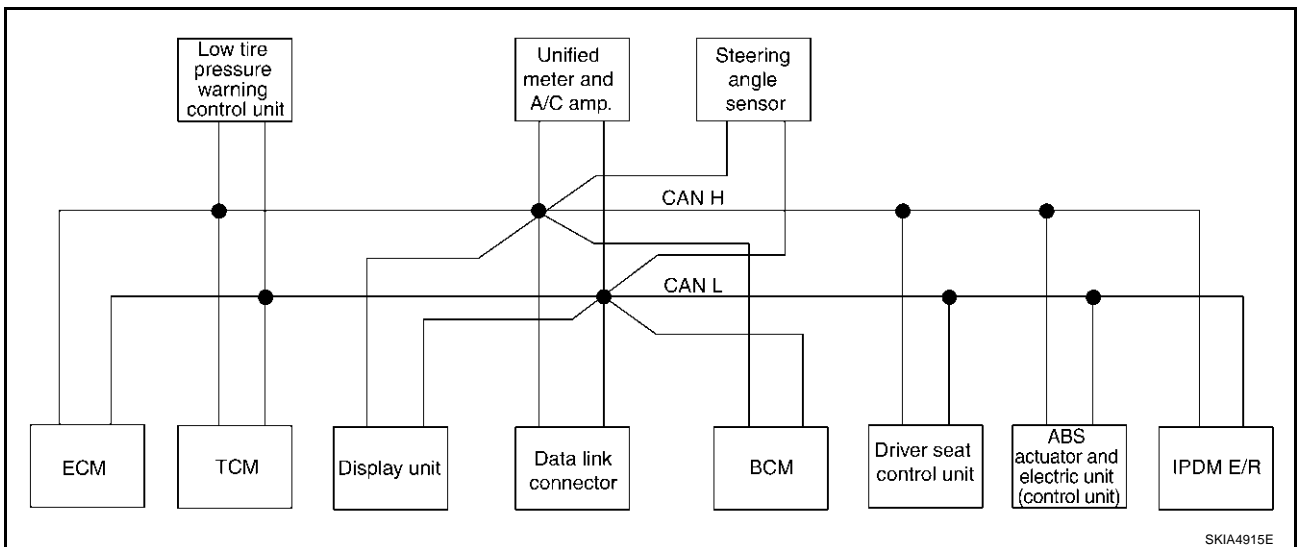 Low tire
pressure
warning
control unit
Unified
meter and
A/C amp.
Steering
angle
sensor
CAN H
CAN L
ECM
TCM
Display unit
Data link
connector
BCM
Driver seat
control unit
ABS
actuator and
electric unit
(control unit)
IPDM E/R
SKIA4915E